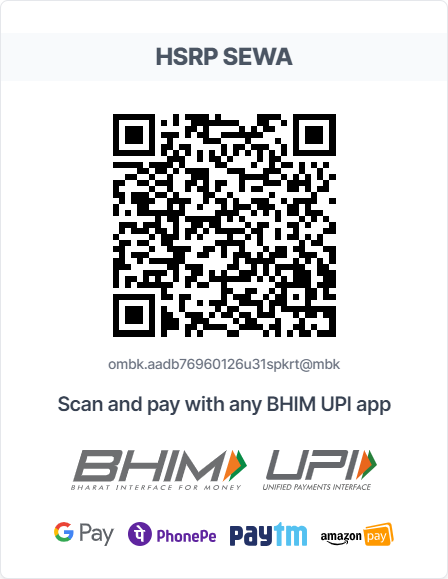 HSRP SEWA
ombk.aadb76960126u31spkrt@mbk
Scan and pay with any BHIM UPI app
BHIM UPI
BHARAT INTERFACE FOR MONEY UNIFIED PAYMENTS INTERFACE
G Pay PhonePe Paytm amazon pay